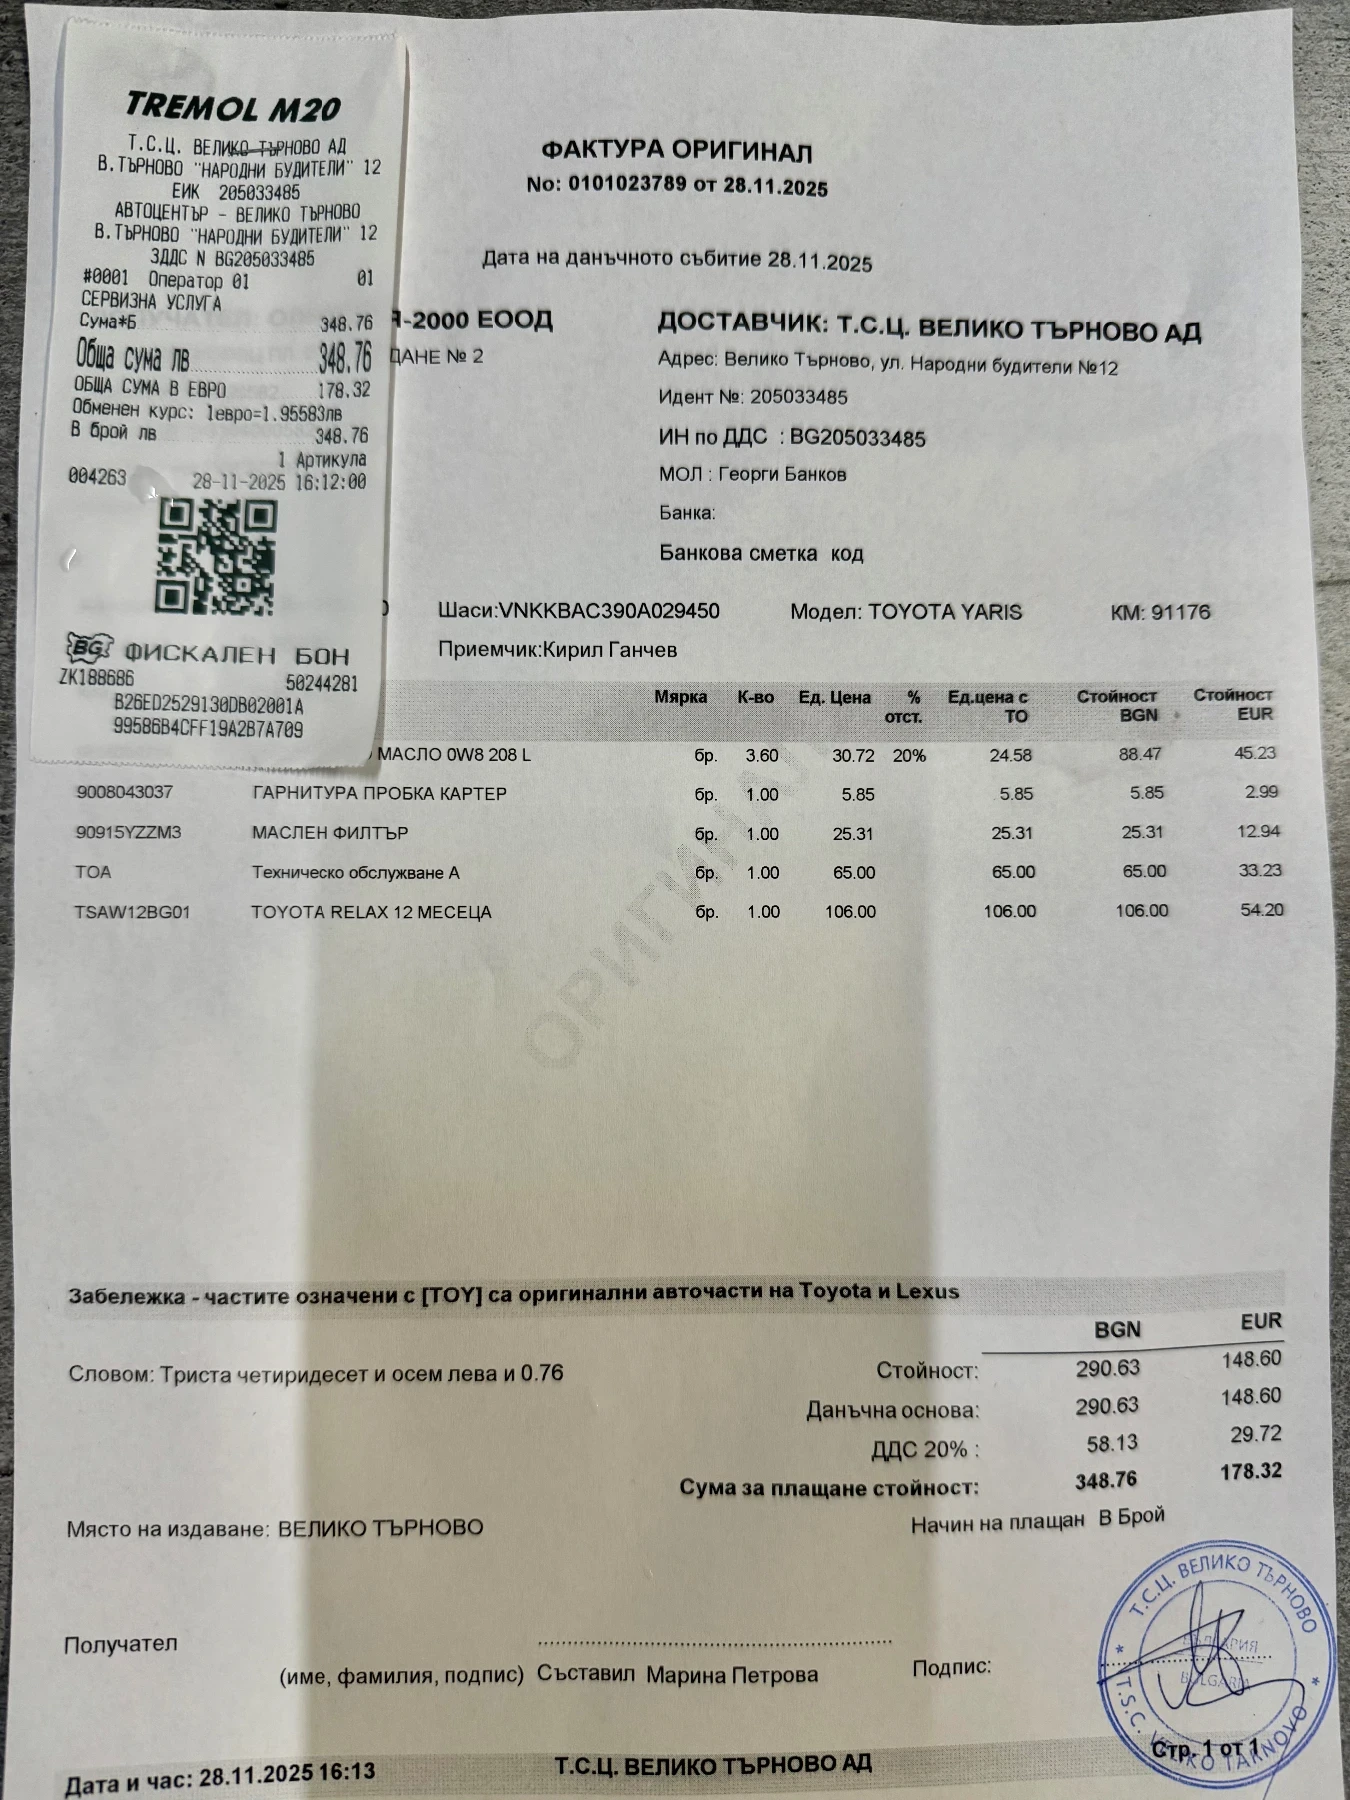 TREMOL M20
Т.С.Ц. ВЕЛИКО ТЪРНОВО АД
В.ТЪРНОВО "НАРОДНИ БУДИТЕЛИ" 12
ЕИК 205033485
АВТОЦЕНТЪР - ВЕЛИКО ТЪРНОВО
В.ТЪРНОВО "НАРОДНИ БУДИТЕЛИ" 12
ЗДДС N BG205033485
#0001 Оператор 01 01
СЕРВИЗНА УСЛУГА
Сума*Б 348.76
Обща сума лв 348.76
ОБЩА СУМА В ЕВРО 178.32
Обменен курс: 1евро=1.95583лв
В брой лв 348.76
1 Артикула
004263 28-11-2025 16:12:00
BG ФИСКАЛЕН БОН
ZK188686 50244281
B26ED2529130DB02001A
99586B4CFF19A2B7A709
ФАКТУРА ОРИГИНАЛ
No: 0101023789 от 28.11.2025
Дата на данъчното събитие 28.11.2025
Я-2000 ЕООД
ДАНЕ № 2
ДОСТАВЧИК: Т.С.Ц. ВЕЛИКО ТЪРНОВО АД
Адрес: Велико Търново, ул. Народни будители №12
Идент №: 205033485
ИН по ДДС : BG205033485
МОЛ : Георги Банков
Банка:
Банкова сметка код
Шаси:VNKKBAC390A029450 Модел: TOYOTA YARIS КМ: 91176
Приемчик:Кирил Ганчев
Мярка К-во Ед. Цена % отст. Ед.цена с ТО Стойност BGN Стойност EUR
МАСЛО 0W8 208 L бр. 3.60 30.72 20% 24.58 88.47 45.23
9008043037 ГАРНИТУРА ПРОБКА КАРТЕР бр. 1.00 5.85 5.85 5.85 2.99
90915YZZM3 МАСЛЕН ФИЛТЪР бр. 1.00 25.31 25.31 25.31 12.94
TOA Техническо обслужване А бр. 1.00 65.00 65.00 65.00 33.23
TSAW12BG01 TOYOTA RELAX 12 МЕСЕЦА бр. 1.00 106.00 106.00 106.00 54.20
ОРИГИНАЛ
Забележка - частите означени с [TOY] са оригинални авточасти на Toyota и Lexus
BGN EUR
Словом: Триста четиридесет и осем лева и 0.76
Стойност: 290.63 148.60
Данъчна основа: 290.63 148.60
ДДС 20% : 58.13 29.72
Сума за плащане стойност: 348.76 178.32
Място на издаване: ВЕЛИКО ТЪРНОВО
Начин на плащан В Брой
Получател
(име, фамилия, подпис) Съставил Марина Петрова Подпис:
Т.С.Ц. ВЕЛИКО ТЪРНОВО
БЪЛГАРИЯ
BULGARIA
T.S.C. VELIKO TARNOVO
Стр. 1 от 1
Дата и час: 28.11.2025 16:13 Т.С.Ц. ВЕЛИКО ТЪРНОВО АД